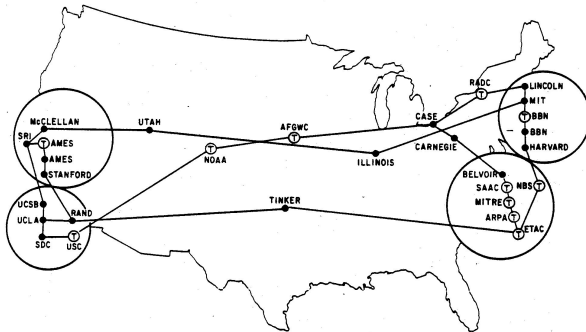 RADC
LINCOLN
McCLELLAN
MIT
UTAH
AFGWC
CASE
T
T
T
BBN
SRI
T
AMES
BBN
AMES
T
NOAA
ILLINOIS
CARNEGIE
HARVARD
STANFORD
BELVOIR
SAAC
T
T
NBS
UCSB
TINKER
MITRE
T
UCLA
RAND
ARPA
T
SDC
T
USC
T
ETAC